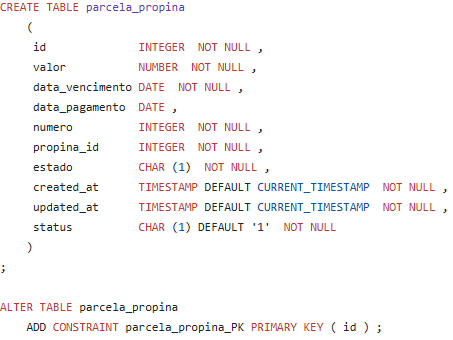 CREATE TABLE parcela_propina
(
id INTEGER NOT NULL ,
valor NUMBER NOT NULL ,
data_vencimento DATE NOT NULL ,
data_pagamento DATE ,
numero INTEGER NOT NULL ,
propina_id INTEGER NOT NULL ,
estado CHAR (1) NOT NULL ,
created_at TIMESTAMP DEFAULT CURRENT_TIMESTAMP NOT NULL ,
updated_at TIMESTAMP DEFAULT CURRENT_TIMESTAMP NOT NULL ,
status CHAR (1) DEFAULT '1' NOT NULL
)
;
ALTER TABLE parcela_propina
ADD CONSTRAINT parcela_propina_PK PRIMARY KEY ( id ) ;